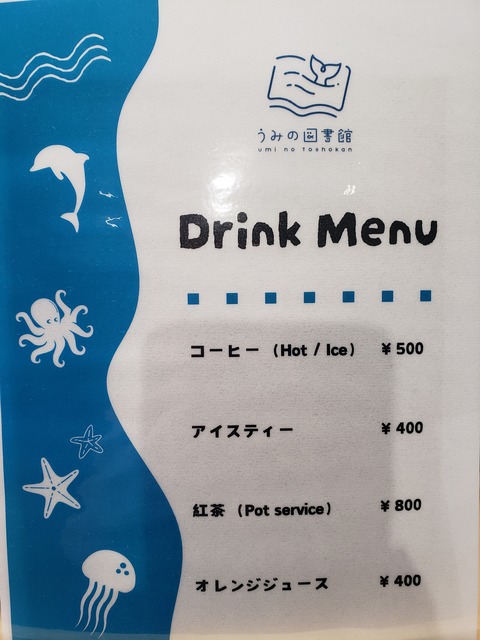 うみの図書館
umi no toshokan
Drink Menu
コーヒー (Hot / Ice) ¥ 500
アイスティー ¥ 400
紅茶 (Pot service) ¥ 800
オレンジジュース ¥ 400